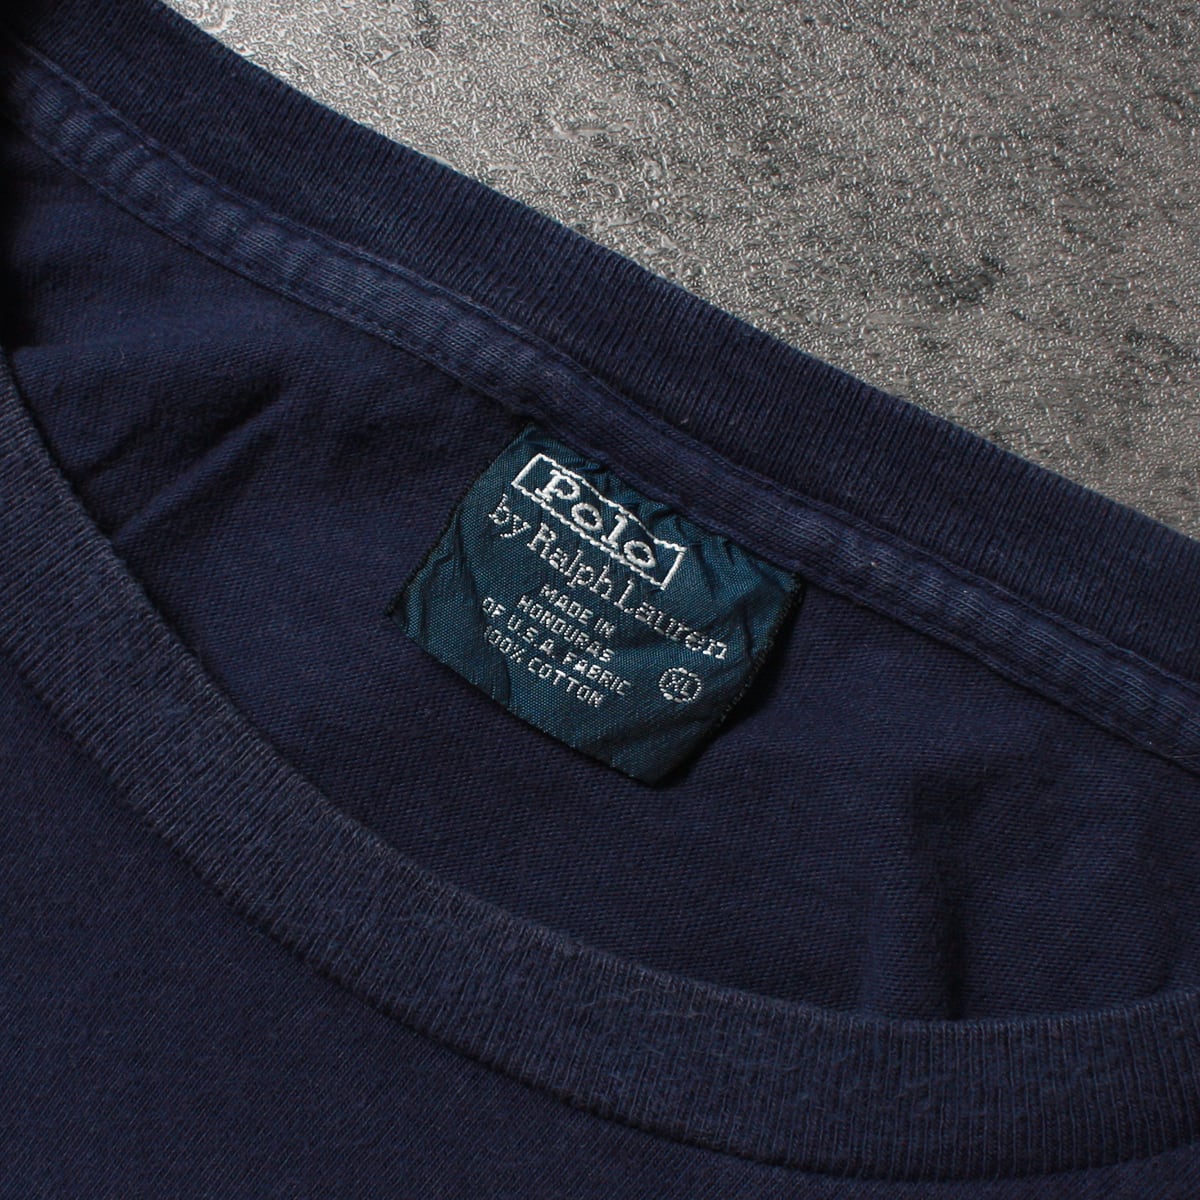 Polo
by Ralph Lauren
MADE IN
HONDURAS
OF U.S.A. FABRIC
100% COTTON
XL